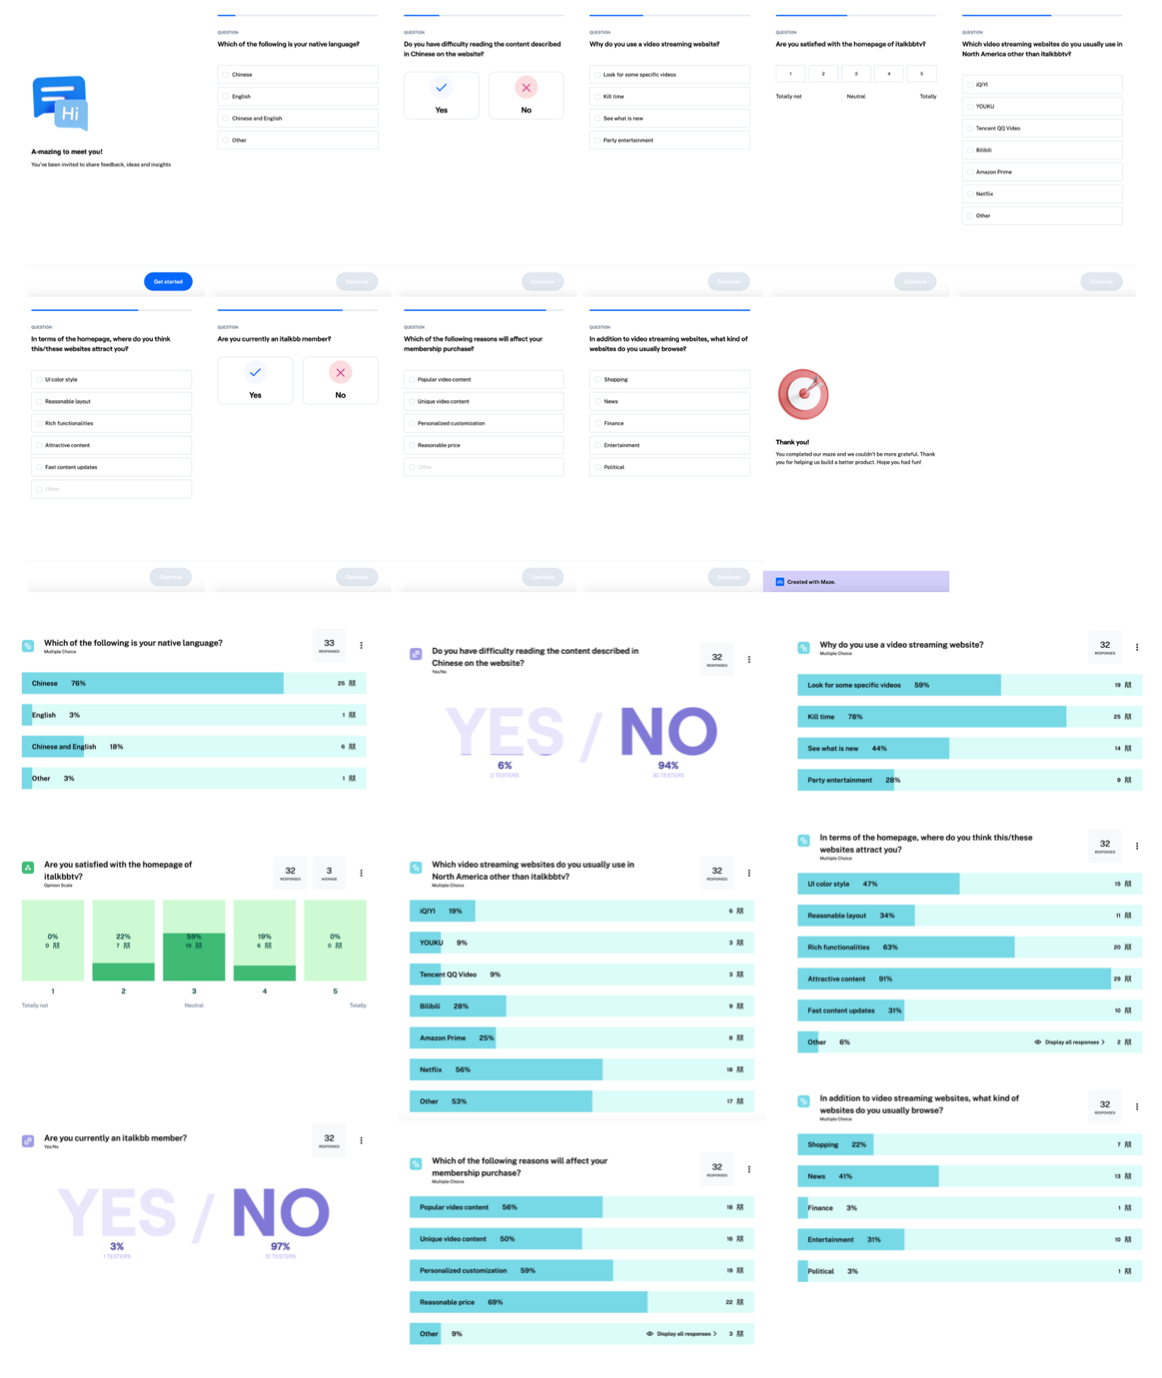 Hi
A-mazing to meet you!
You've been invited to share feedback, ideas and insights
Get started
QUESTION
Which of the following is your native language?
Chinese
English
Chinese and English
Other
Continue
QUESTION
Do you have difficulty reading the content described
in Chinese on the website?
Yes
No
Continue
QUESTION
Why do you use a video streaming website?
Look for some specific videos
Kill time
See what is new
Party entertainment
Continue
QUESTION
Are you satisfied with the homepage of italkbbtv?
1 2 3 4 5
Totally not Neutral Totally
Continue
QUESTION
Which video streaming websites do you usually use in
North America other than italkbbtv?
iQIYI
YOUKU
Tencent QQ Video
Bilibili
Amazon Prime
Netflix
Other
Continue
QUESTION
In terms of the homepage, where do you think
this/these websites attract you?
UI color style
Reasonable layout
Rich functionalities
Attractive content
Fast content updates
Other
Continue
QUESTION
Are you currently an italkbb member?
Yes
No
Continue
QUESTION
Which of the following reasons will affect your
membership purchase?
Popular video content
Unique video content
Personalized customization
Reasonable price
Other
Continue
QUESTION
In addition to video streaming websites, what kind of
websites do you usually browse?
Shopping
News
Finance
Entertainment
Political
Continue
Thank you!
You completed our maze and we couldn't be more grateful. Thank
you for helping us build a better product. Hope you had fun!
Created with Maze.
Which of the following is your native language?
Multiple Choice
33
RESPONSES
Chinese 76% 25
English 3% 1
Chinese and English 18% 6
Other 3% 1
Do you have difficulty reading the content described in
Chinese on the website?
Yes/No
32
RESPONSES
YES / NO
6% 94%
2 TESTERS 30 TESTERS
Why do you use a video streaming website?
Multiple Choice
32
RESPONSES
Look for some specific videos 59% 19
Kill time 78% 25
See what is new 44% 14
Party entertainment 28% 9
Are you satisfied with the homepage of
italkbbtv?
Opinion Scale
32
RESPONSES
3
AVERAGE
0% 22% 59% 19% 0%
0 7 19 6 0
1 2 3 4 5
Totally not Neutral Totally
Which video streaming websites do you usually use in
North America other than italkbbtv?
Multiple Choice
32
RESPONSES
iQIYI 19% 6
YOUKU 9% 3
Tencent QQ Video 9% 3
Bilibili 28% 9
Amazon Prime 25% 8
Netflix 56% 18
Other 53% 17
In terms of the homepage, where do you think this/these
websites attract you?
Multiple Choice
32
RESPONSES
UI color style 47% 15
Reasonable layout 34% 11
Rich functionalities 63% 20
Attractive content 91% 29
Fast content updates 31% 10
Other 6% Display all responses 2
Are you currently an italkbb member?
Yes/No
32
RESPONSES
YES / NO
3% 97%
1 TESTERS 31 TESTERS
Which of the following reasons will affect your
membership purchase?
Multiple Choice
32
RESPONSES
Popular video content 56% 18
Unique video content 50% 16
Personalized customization 59% 19
Reasonable price 69% 22
Other 9% Display all responses 3
In addition to video streaming websites, what kind of
websites do you usually browse?
Multiple Choice
32
RESPONSES
Shopping 22% 7
News 41% 13
Finance 3% 1
Entertainment 31% 10
Political 3% 1